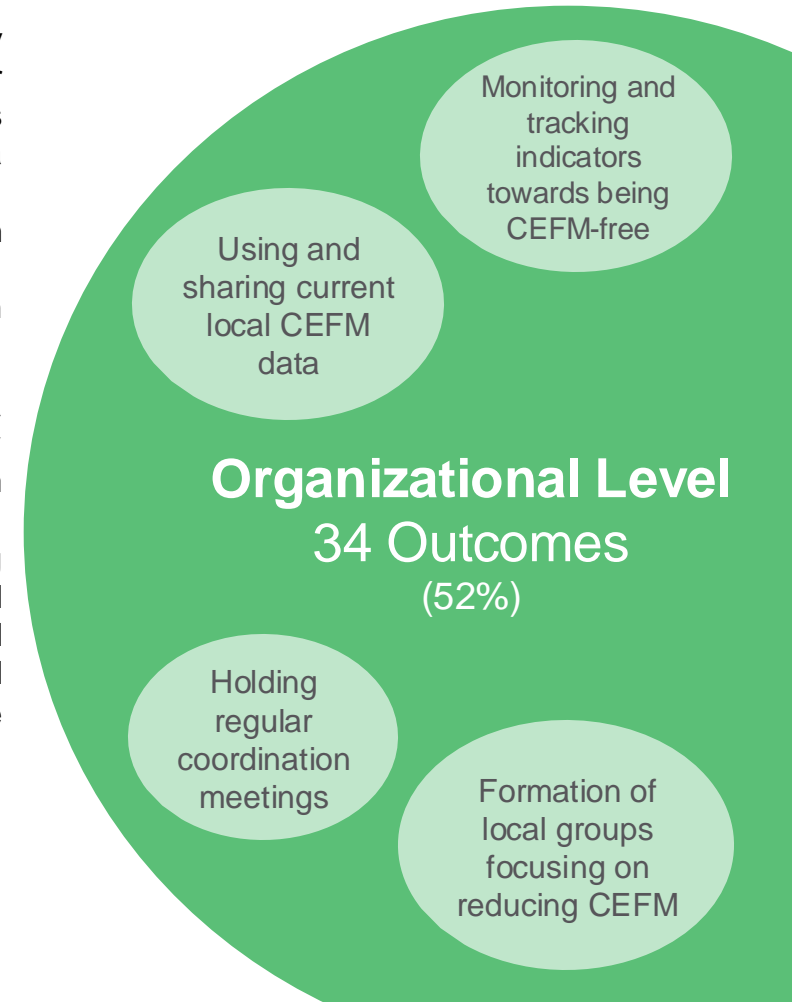 Monitoring and
tracking
indicators
towards being
CEFM-free
Using and
sharing current
local CEFM
data
Organizational Level
34 Outcomes
(52%)
Holding
regular
coordination
meetings
Formation of
local groups
focusing on
reducing CEFM